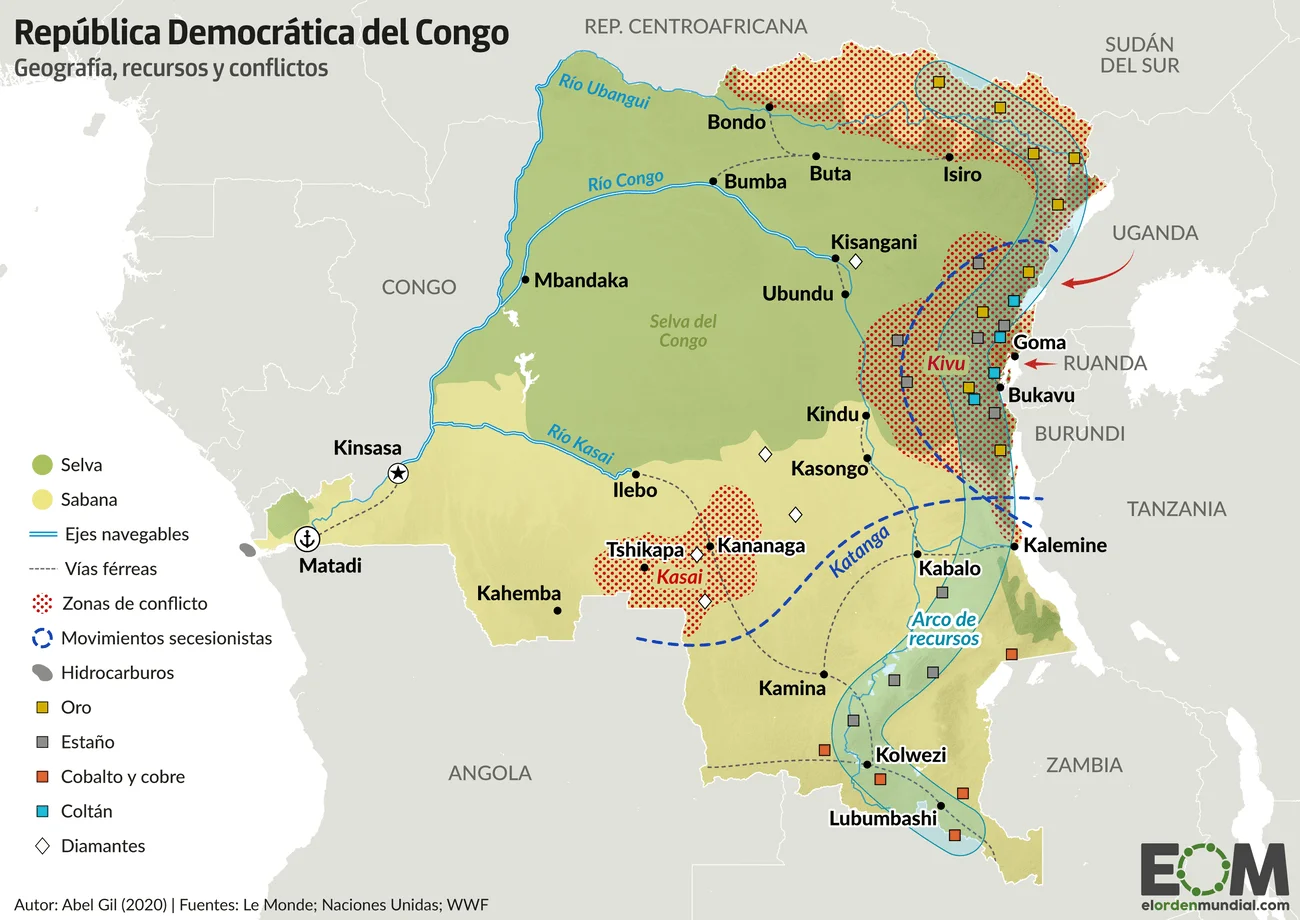 República Democrática del Congo
Geografía, recursos y conflictos
REP. CENTROAFRICANA
SUDÁN
DEL SUR
Río Ubangui
Bondo
Buta
Isiro
Río Congo
Bumba
UGANDA
Kisangani
CONGO
Mbandaka
Ubundu
Selva del
Congo
Goma
Kivu
RUANDA
Bukavu
Kindu
BURUNDI
Kinsasa
Río Kasai
Kasongo
Ilebo
TANZANIA
Matadi
Tshikapa
Kananaga
Katanga
Kalemine
Kasai
Kabalo
Kahemba
Arco de
recursos
Kamina
Kolwezi
ANGOLA
ZAMBIA
Lubumbashi
Selva
Sabana
Ejes navegables
Vías férreas
Zonas de conflicto
Movimientos secesionistas
Hidrocarburos
Oro
Estaño
Cobalto y cobre
Coltán
Diamantes
Autor: Abel Gil (2020) | Fuentes: Le Monde; Naciones Unidas; WWF
EOM
elordenmundial.com